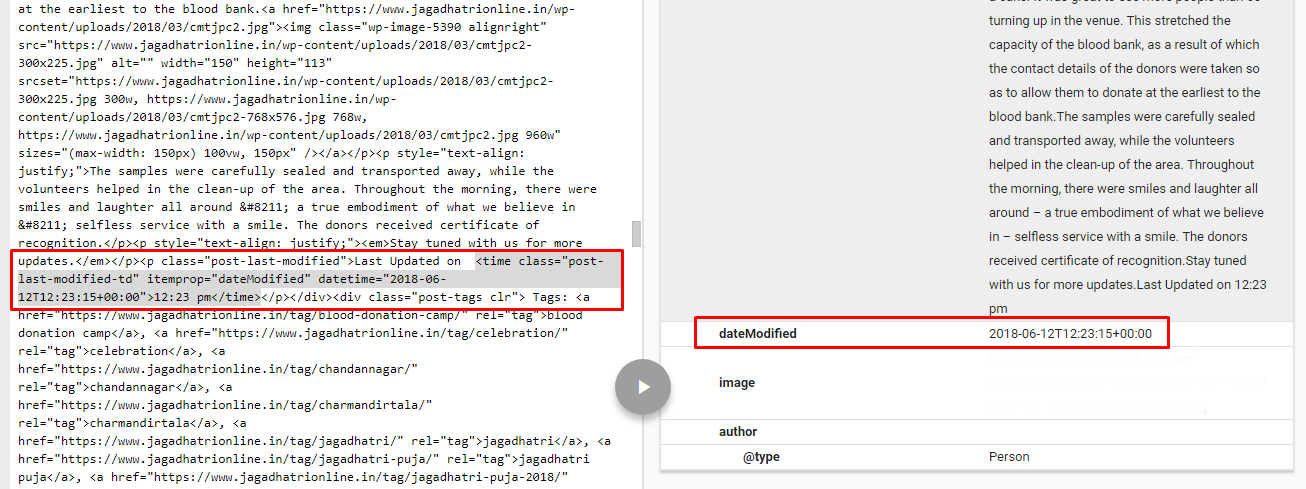 at the earliest to the blood bank.<a href="https://www.jagadhatrionline.in/wp-
content/uploads/2018/03/cmtjpc2.jpg"><img class="wp-image-5390 alignright"
src="https://www.jagadhatrionline.in/wp-content/uploads/2018/03/cmtjpc2-
300x225.jpg" alt="" width="150" height="113"
srcset="https://www.jagadhatrionline.in/wp-content/uploads/2018/03/cmtjpc2-
300x225.jpg 300w, https://www.jagadhatrionline.in/wp-
content/uploads/2018/03/cmtjpc2-768x576.jpg 768w,
https://www.jagadhatrionline.in/wp-content/uploads/2018/03/cmtjpc2.jpg 960w"
sizes="(max-width: 150px) 100vw, 150px" /></a></p><p style="text-align:
justify;">The samples were carefully sealed and transported away, while the
volunteers helped in the clean-up of the area. Throughout the morning, there were
smiles and laughter all around &#8211; a true embodiment of what we believe in
&#8211; selfless service with a smile. The donors received certificate of
recognition.</p><p style="text-align: justify;"><em>Stay tuned with us for more
updates.</em></p><p class="post-last-modified">Last Updated on <time class="post-
last-modified-td" itemprop="dateModified" datetime="2018-06-
12T12:23:15+00:00">12:23 pm</time></p></div><div class="post-tags clr"> Tags: <a
href="https://www.jagadhatrionline.in/tag/blood-donation-camp/" rel="tag">blood
donation camp</a>, <a href="https://www.jagadhatrionline.in/tag/celebration/"
rel="tag">celebration</a>, <a
href="https://www.jagadhatrionline.in/tag/chandannagar/"
rel="tag">chandannagar</a>, <a
href="https://www.jagadhatrionline.in/tag/charmandirtala/"
rel="tag">charmandirtala</a>, <a
href="https://www.jagadhatrionline.in/tag/jagadhatri/" rel="tag">jagadhatri</a>, <a
href="https://www.jagadhatrionline.in/tag/jagadhatri-puja/" rel="tag">jagadhatri
puja</a>, <a href="https://www.jagadhatrionline.in/tag/jagadhatri-puja-2018/"
turning up in the venue. This stretched the
capacity of the blood bank, as a result of which
the contact details of the donors were taken so
as to allow them to donate at the earliest to the
blood bank.The samples were carefully sealed
and transported away, while the volunteers
helped in the clean-up of the area. Throughout
the morning, there were smiles and laughter all
around – a true embodiment of what we believe
in – selfless service with a smile. The donors
received certificate of recognition.Stay tuned
with us for more updates.Last Updated on 12:23
pm
dateModified 2018-06-12T12:23:15+00:00
image
author
@type Person